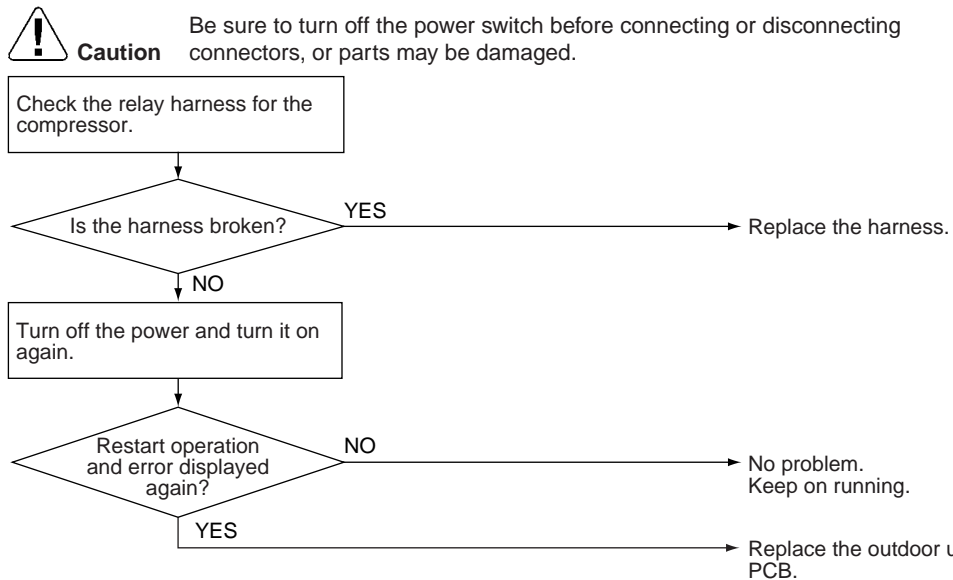 Be sure to turn off the power switch before connecting or disconnecting
Caution connectors, or parts may be damaged.
Check the relay harness for the
compressor.
Is the harness broken?
YES
Replace the harness.
NO
Turn off the power and turn it on
again.
Restart operation
and error displayed
again?
NO
No problem.
Keep on running.
YES
Replace the outdoor
PCB.